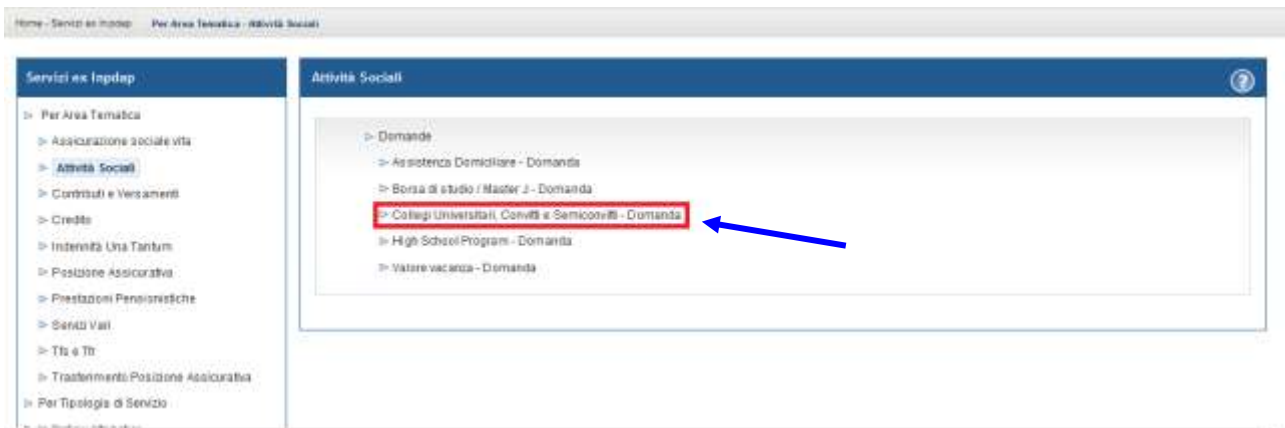 Home - Servizi ex Inpdap   Per Area Tematica - Attività Sociali
Servizi ex Inpdap
Per Area Tematica
Assicurazione sociale vita
Attività Sociali
Contributi e Versamenti
Credito
Indennità Una Tantum
Posizione Assicurativa
Prestazioni Pensionistiche
Servizi Vari
Tfs e Tfr
Trasferimento Posizione Assicurativa
Per Tipologia di Servizio
Attività Sociali
?
Domande
Assistenza Domiciliare - Domanda
Borsa di studio / Master J - Domanda
Collegi Universitari, Convitti e Semiconvitti - Domanda
High School Program - Domanda
Valore vacanza - Domanda